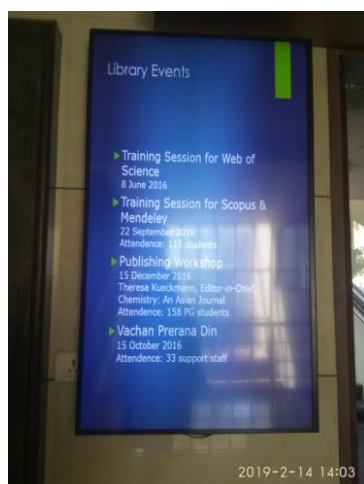 Library Events
Training Session for Web of
Science
8 June 2016
Training Session for Scopus &
Mendeley
22 September 2016
Attendence: 115 students
Publishing Workshop
15 December 2016
Theresa Kueckmann, Editor-in-Chief,
Chemistry: An Asian Journal
Attendence: 158 PG students
Vachan Prerana Din
15 October 2016
Attendence: 33 support staff
2019-2-14 14:03